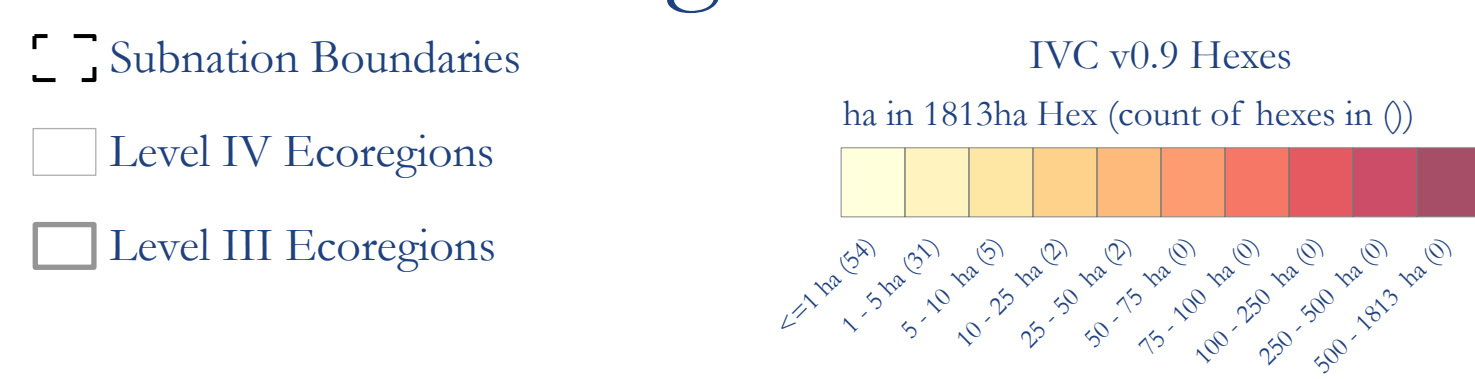 Subnation Boundaries
Level IV Ecoregions
Level III Ecoregions
IVC v0.9 Hexes
ha in 1813ha Hex (count of hexes in ())
<=1 ha (54)
1 - 5 ha (31)
5 - 10 ha (5)
10 - 25 ha (2)
25 - 50 ha (2)
50 - 75 ha (0)
75 - 100 ha (0)
100 - 250 ha (0)
250 - 500 ha (0)
500 - 1813 ha (0)